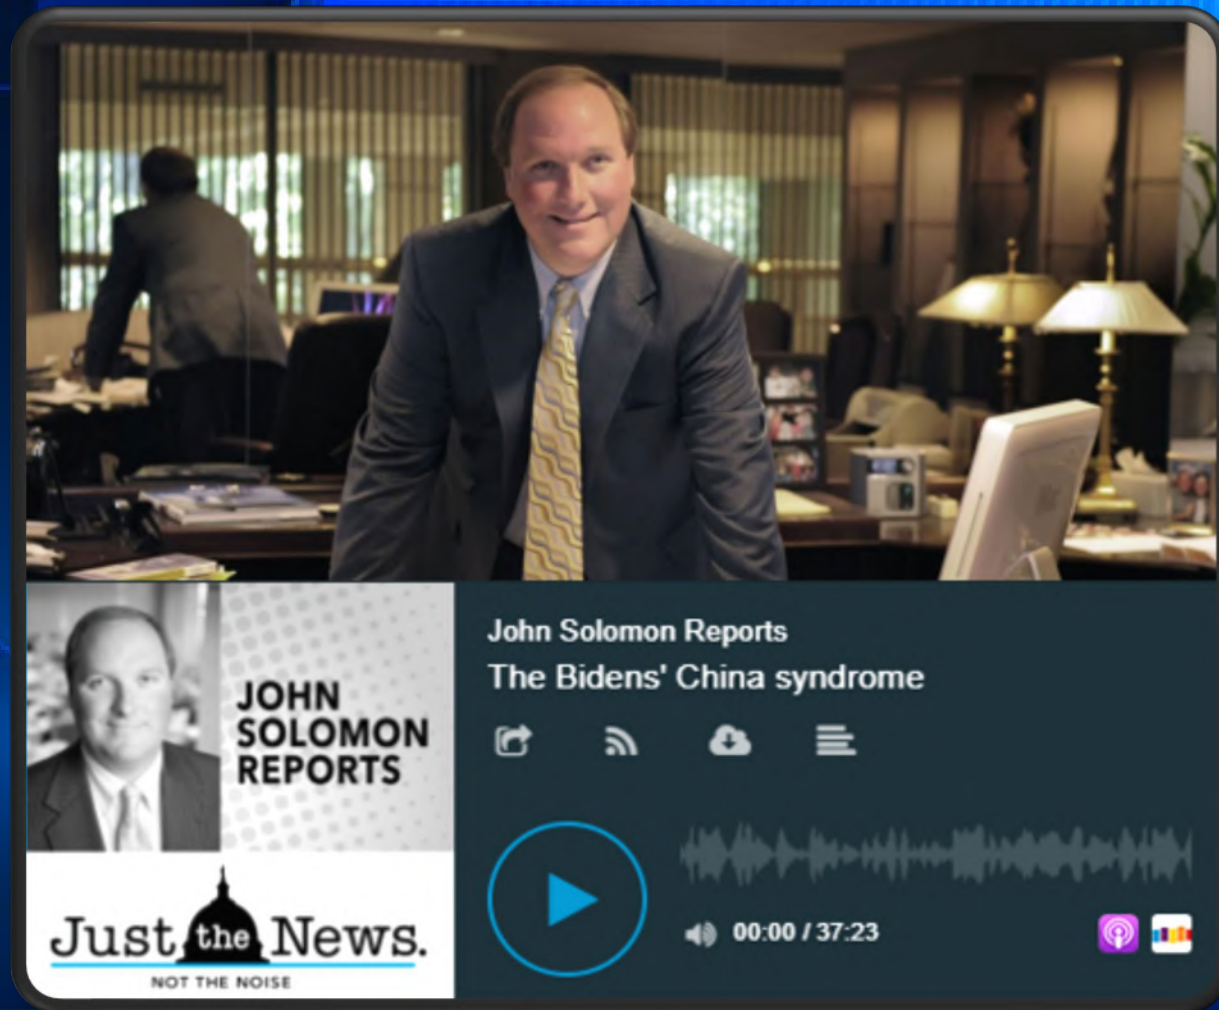 John Solomon Reports
The Bidens' China syndrome
JOHN
SOLOMON
REPORTS
00:00 / 37:23
Just the News.
NOT THE NOISE